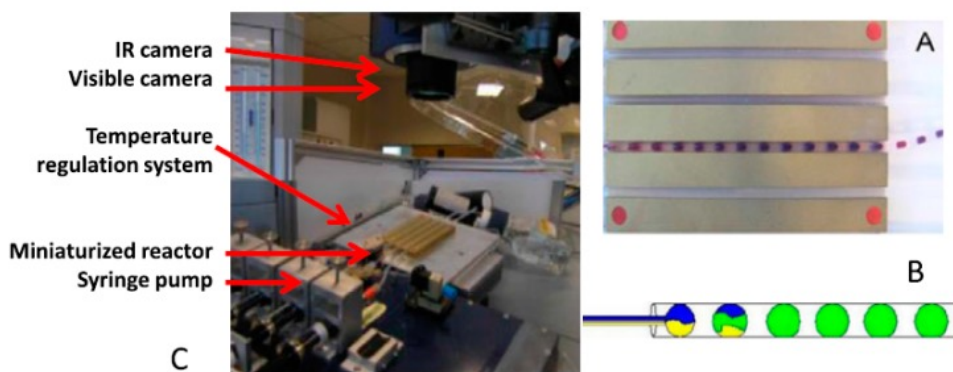 IR camera
Visible camera
Temperature
regulation system
Miniaturized reactor
Syringe pump
C
A
B